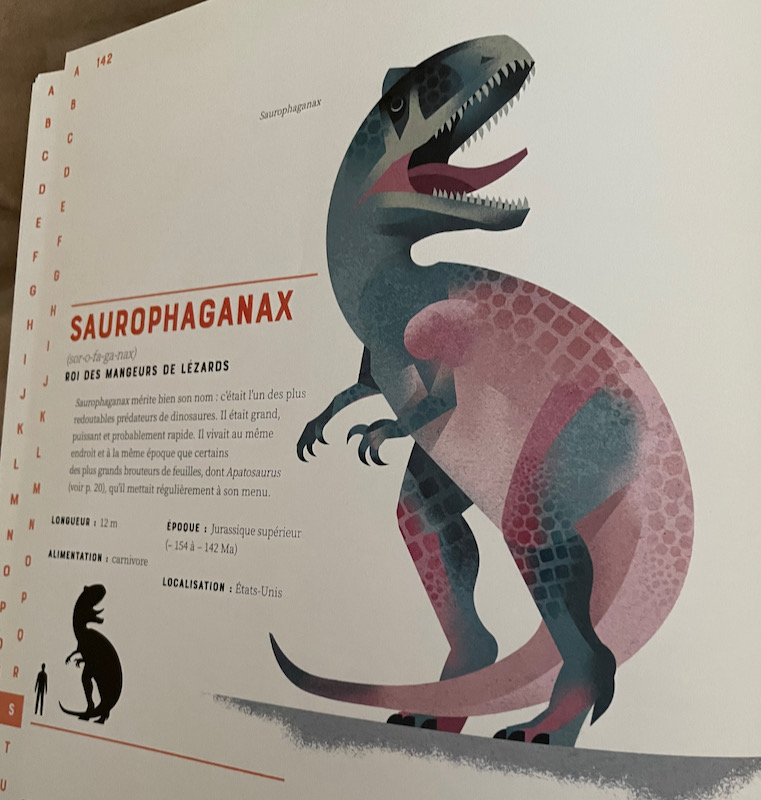 142
A
B
C
D
E
F
G
H
I
J
K
L
M
N
O
P
Q
R
A
B
C
D
E
F
G
H
I
J
K
L
M
N
O
P
S
T
U
Saurophaganax
SAUROPHAGANAX
(sor-o-fa-ga-nax)
ROI DES MANGEURS DE LÉZARDS
Saurophaganax mérite bien son nom : c'était l'un des plus
redoutables prédateurs de dinosaures. Il était grand,
puissant et probablement rapide. Il vivait au même
endroit et à la même époque que certains
des plus grands brouteurs de feuilles, dont Apatosaurus
(voir p. 20), qu'il mettait régulièrement à son menu.
LONGUEUR : 12 m
ÉPOQUE : Jurassique supérieur
(– 154 à – 142 Ma)
ALIMENTATION : carnivore
LOCALISATION : États-Unis